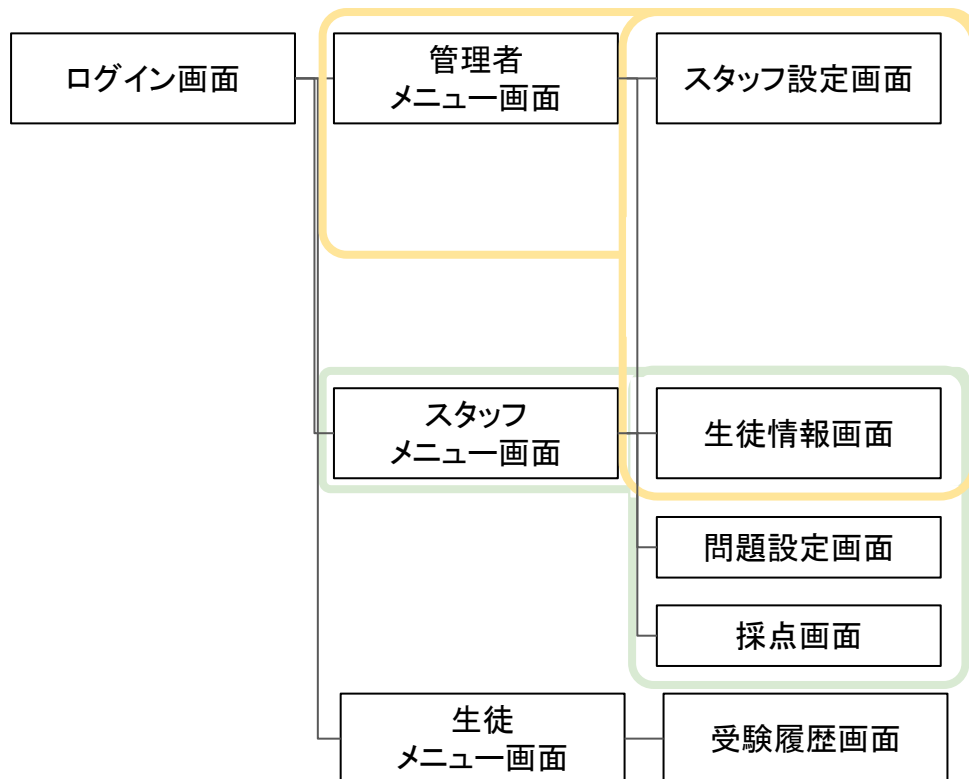 ログイン画面
管理者
メニュー画面
スタッフ設定画面
スタッフ
メニュー画面
生徒情報画面
問題設定画面
採点画面
生徒
メニュー画面
受験履歴画面